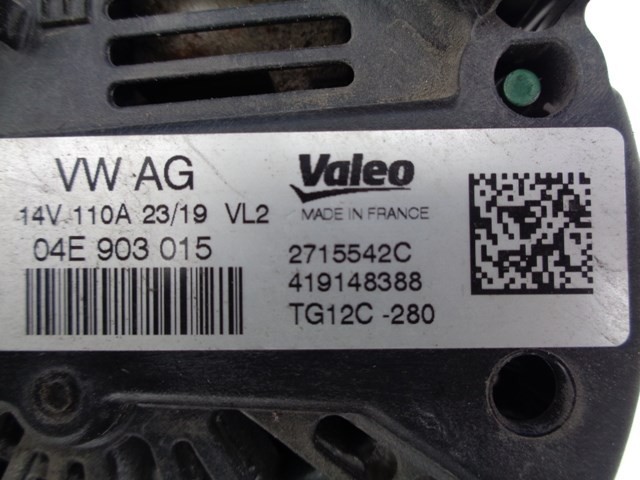 VW AG
14V 110A 23/19 VL2
04E 903 015
Valeo
MADE IN FRANCE
2715542C
419148388
TG12C -280